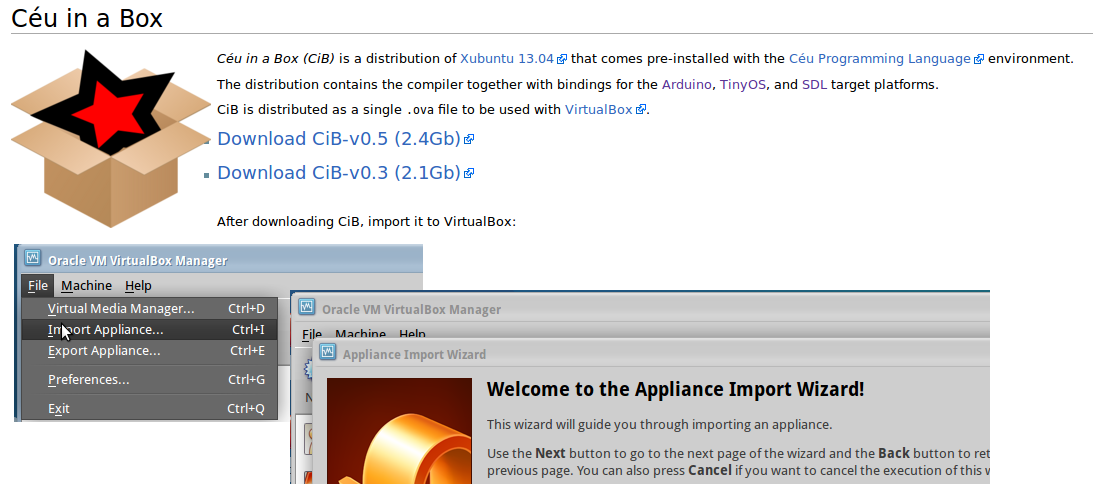 Céu in a Box
Céu in a Box (CiB) is a distribution of Xubuntu 13.04 that comes pre-installed with the Céu Programming Language environment.
The distribution contains the compiler together with bindings for the Arduino, TinyOS, and SDL target platforms.
CiB is distributed as a single .ova file to be used with VirtualBox.
Download CiB-v0.5 (2.4Gb)
Download CiB-v0.3 (2.1Gb)
After downloading CiB, import it to VirtualBox:
Oracle VM VirtualBox Manager
File Machine Help
Virtual Media Manager... Ctrl+D
Import Appliance... Ctrl+I
Export Appliance... Ctrl+E
Preferences... Ctrl+G
Exit Ctrl+Q
Oracle VM VirtualBox Manager
File Machine Help
Appliance Import Wizard
Welcome to the Appliance Import Wizard!
This wizard will guide you through importing an appliance.
Use the Next button to go to the next page of the wizard and the Back button to ret
previous page. You can also press Cancel if you want to cancel the execution of this w